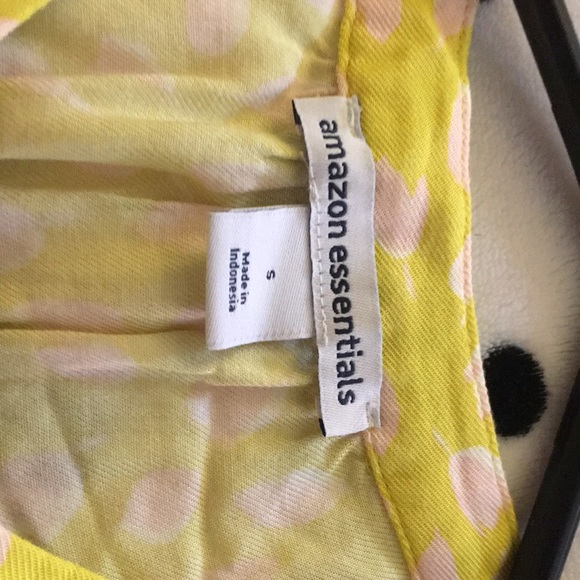 amazon essentials
S
Made in
Indonesia